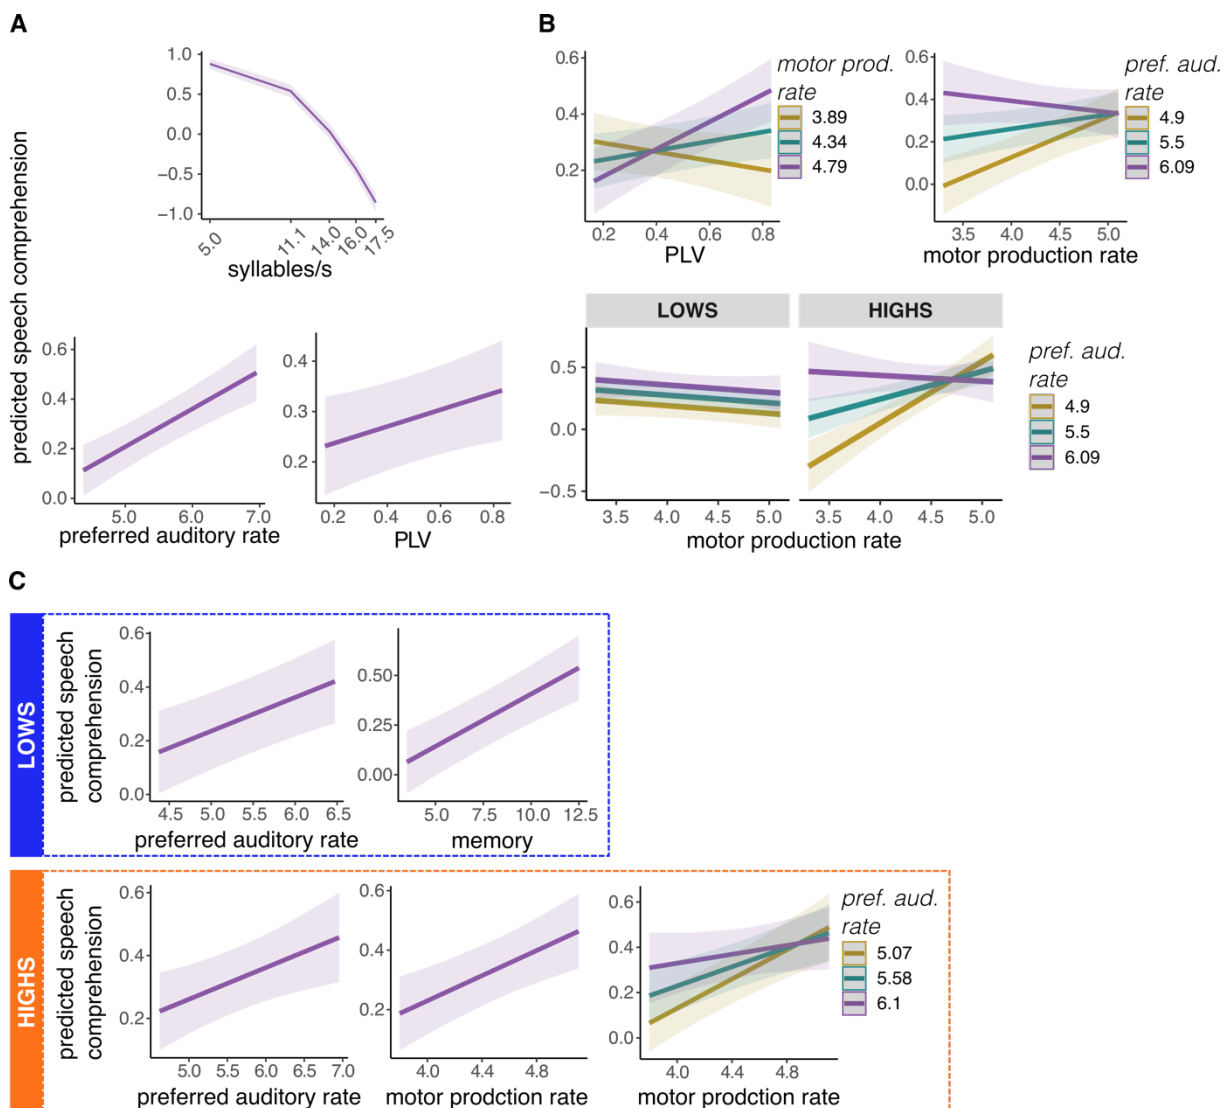 A
predicted speech comprehension
1.0
0.5
0.0
−0.5
−1.0
5.0
11.1
14.0
16.0
17.5
syllables/s
0.6
0.4
0.2
0.0
5.0 6.0 7.0
preferred auditory rate
0.4
0.3
0.2
0.2 0.4 0.6 0.8
PLV
B
0.6
0.4
0.2
0.2 0.4 0.6 0.8
PLV
motor prod.
rate
3.89
4.34
4.79
0.6
0.4
0.2
0.0
3.5 4.0 4.5 5.0
motor production rate
pref. aud.
rate
4.9
5.5
6.09
LOWS
HIGHS
0.5
0.0
−0.5
3.5 4.0 4.5 5.0
3.5 4.0 4.5 5.0
motor production rate
pref. aud.
rate
4.9
5.5
6.09
C
LOWS
predicted speech
comprehension
0.6
0.4
0.2
0.0
4.5 5.0 5.5 6.0 6.5
preferred auditory rate
0.50
0.25
0.00
5.0 7.5 10.0 12.5
memory
HIGHS
predicted speech
comprehension
0.6
0.4
0.2
5.0 5.5 6.0 6.5 7.0
preferred auditory rate
0.6
0.4
0.2
4.0 4.4 4.8
motor prodction rate
0.6
0.4
0.2
0.0
4.0 4.4 4.8
motor prodction rate
pref. aud.
rate
5.07
5.58
6.1